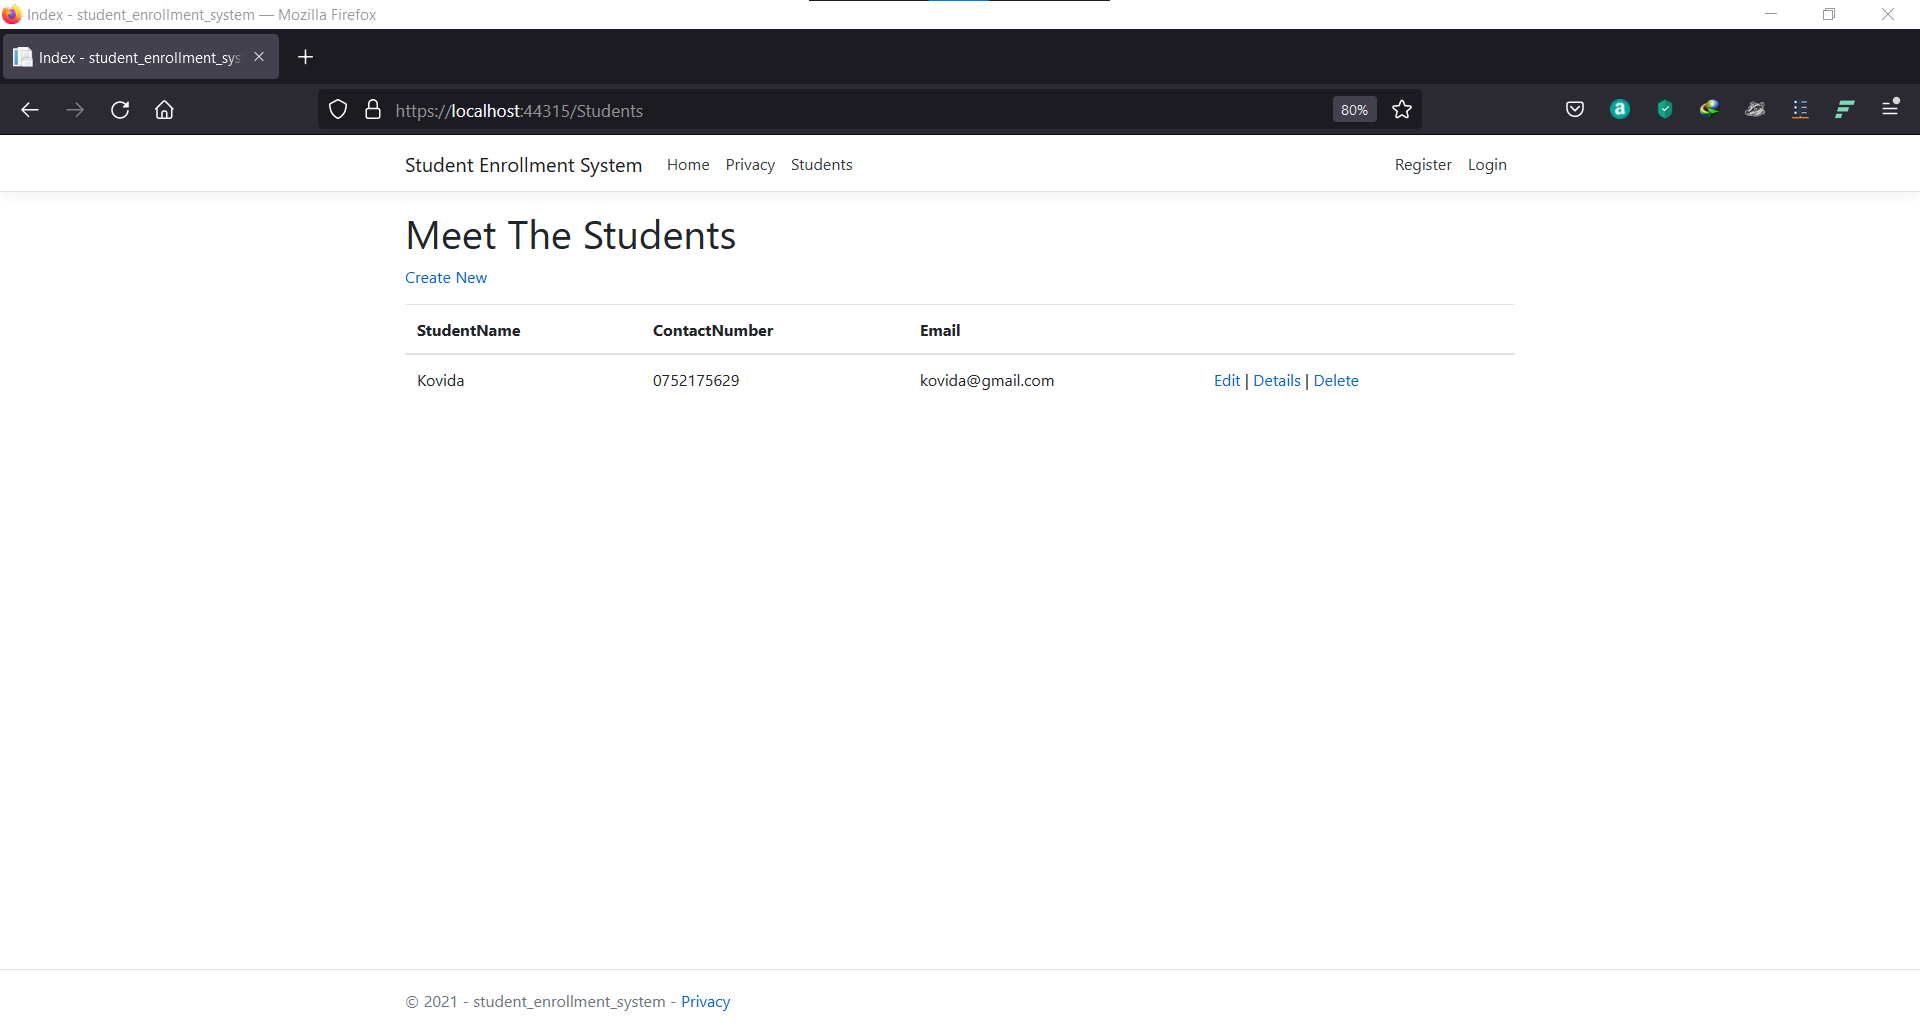 Index - student_enrollment_system — Mozilla Firefox
Index - student_enrollment_sys
https://localhost:44315/Students
80%
Student Enrollment System Home Privacy Students Register Login
Meet The Students
Create New
StudentName ContactNumber Email
Kovida 0752175629 kovida@gmail.com Edit | Details | Delete
© 2021 - student_enrollment_system - Privacy